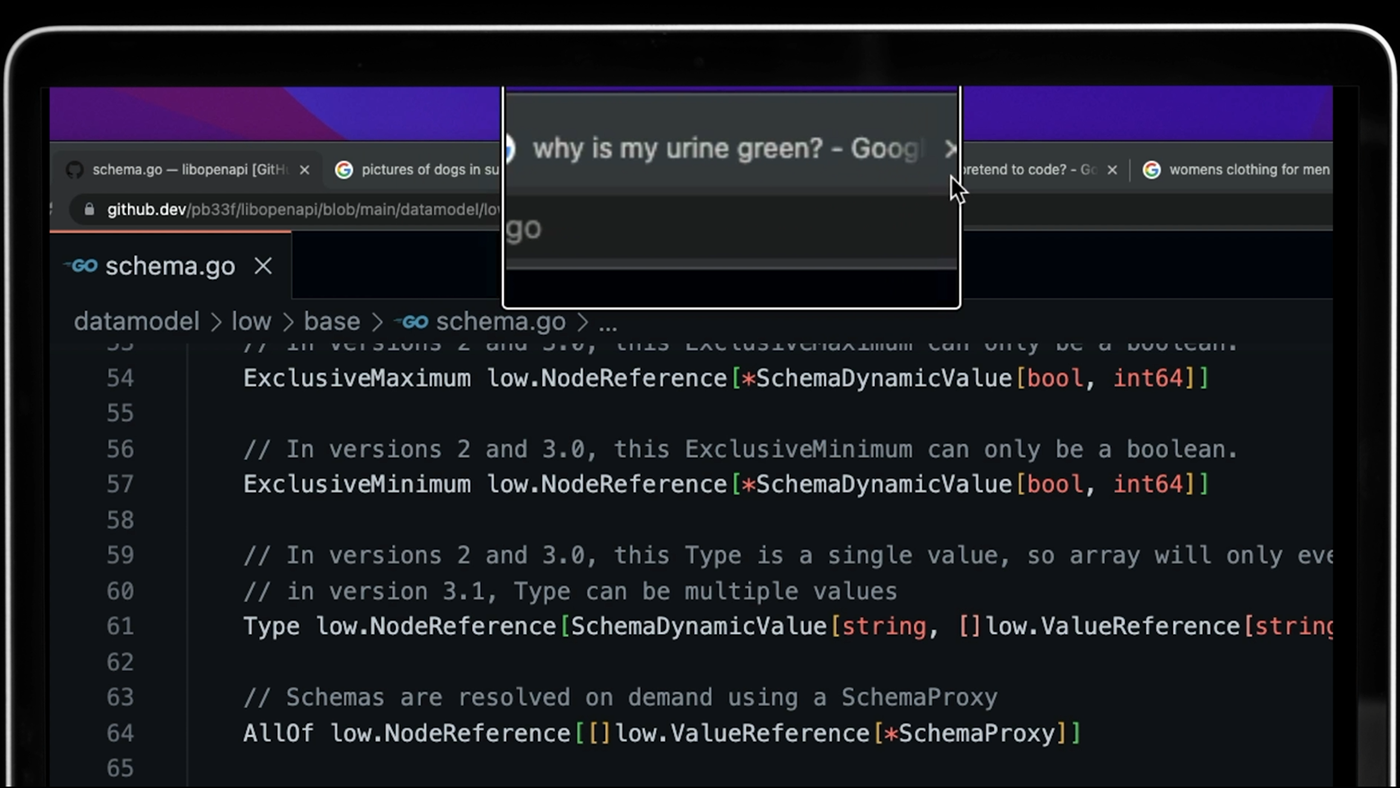 schema.go — libopenapi [GitH
pictures of dogs in su
why is my urine green? - Googl
retend to code? - Go
womens clothing for men
github.dev/pb33f/libopenapi/blob/main/datamodel/lo
go
GO schema.go
datamodel > low > base > GO schema.go > ...
53 // In versions 2 and 3.0, this ExclusiveMaximum can only be a boolean.
54 ExclusiveMaximum low.NodeReference[*SchemaDynamicValue[bool, int64]]
55
56 // In versions 2 and 3.0, this ExclusiveMinimum can only be a boolean.
57 ExclusiveMinimum low.NodeReference[*SchemaDynamicValue[bool, int64]]
58
59 // In versions 2 and 3.0, this Type is a single value, so array will only eve
60 // in version 3.1, Type can be multiple values
61 Type low.NodeReference[SchemaDynamicValue[string, []low.ValueReference[string
62
63 // Schemas are resolved on demand using a SchemaProxy
64 AllOf low.NodeReference[[]low.ValueReference[*SchemaProxy]]
65